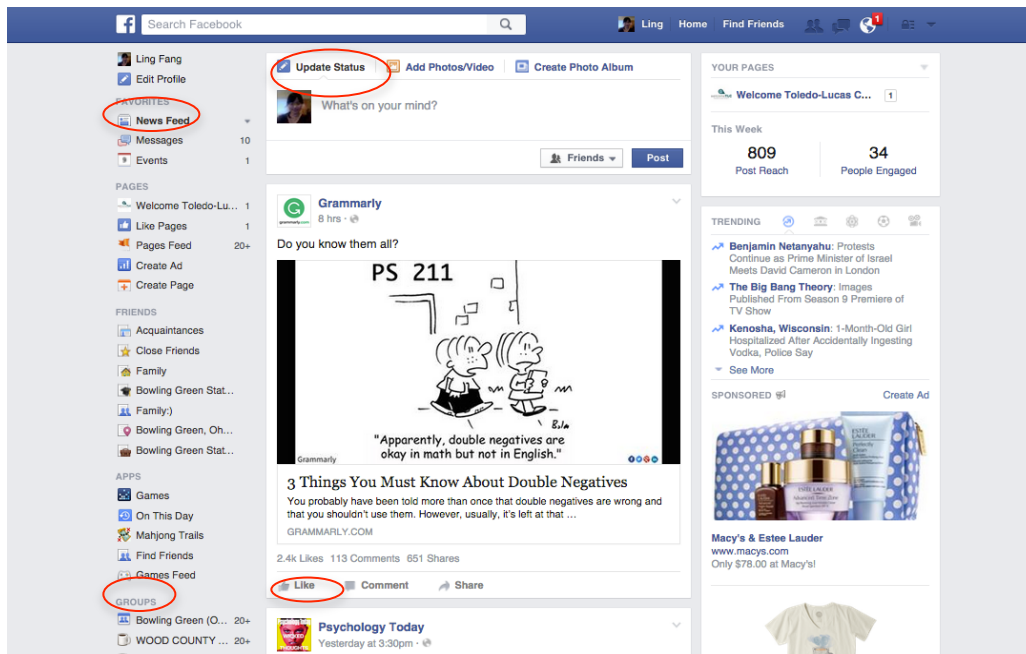 Search Facebook
Ling Home Find Friends 1
Ling Fang
Edit Profile
FAVORITES
News Feed
Messages 10
Events 1
PAGES
Welcome Toledo-Lu... 1
Like Pages 1
Pages Feed 20+
Create Ad
Create Page
FRIENDS
Acquaintances
Close Friends
Family
Bowling Green Stat...
Family:)
Bowling Green, Oh...
Bowling Green Stat...
APPS
Games
On This Day
Mahjong Trails
Find Friends
Games Feed
GROUPS
Bowling Green (O... 20+
WOOD COUNTY ... 20+
Update Status Add Photos/Video Create Photo Album
What's on your mind?
Friends Post
Grammarly
8 hrs ·
Do you know them all?
PS 211
"Apparently, double negatives are
okay in math but not in English."
Grammarly
3 Things You Must Know About Double Negatives
You probably have been told more than once that double negatives are wrong and
that you shouldn't use them. However, usually, it's left at that ...
GRAMMARLY.COM
2.4k Likes 113 Comments 651 Shares
Like Comment Share
Psychology Today
Yesterday at 3:30pm ·
YOUR PAGES
Welcome Toledo-Lucas C... 1
This Week
809 34
Post Reach People Engaged
TRENDING
Benjamin Netanyahu: Protests
Continue as Prime Minister of Israel
Meets David Cameron in London
The Big Bang Theory: Images
Published From Season 9 Premiere of
TV Show
Kenosha, Wisconsin: 1-Month-Old Girl
Hospitalized After Accidentally Ingesting
Vodka, Police Say
See More
SPONSORED Create Ad
ESTEE
LAUDER
Perfectly
Clean
ESTEE LAUDER
Advanced Time Zone
Macy's & Estee Lauder
www.macys.com
Only $78.00 at Macy's!